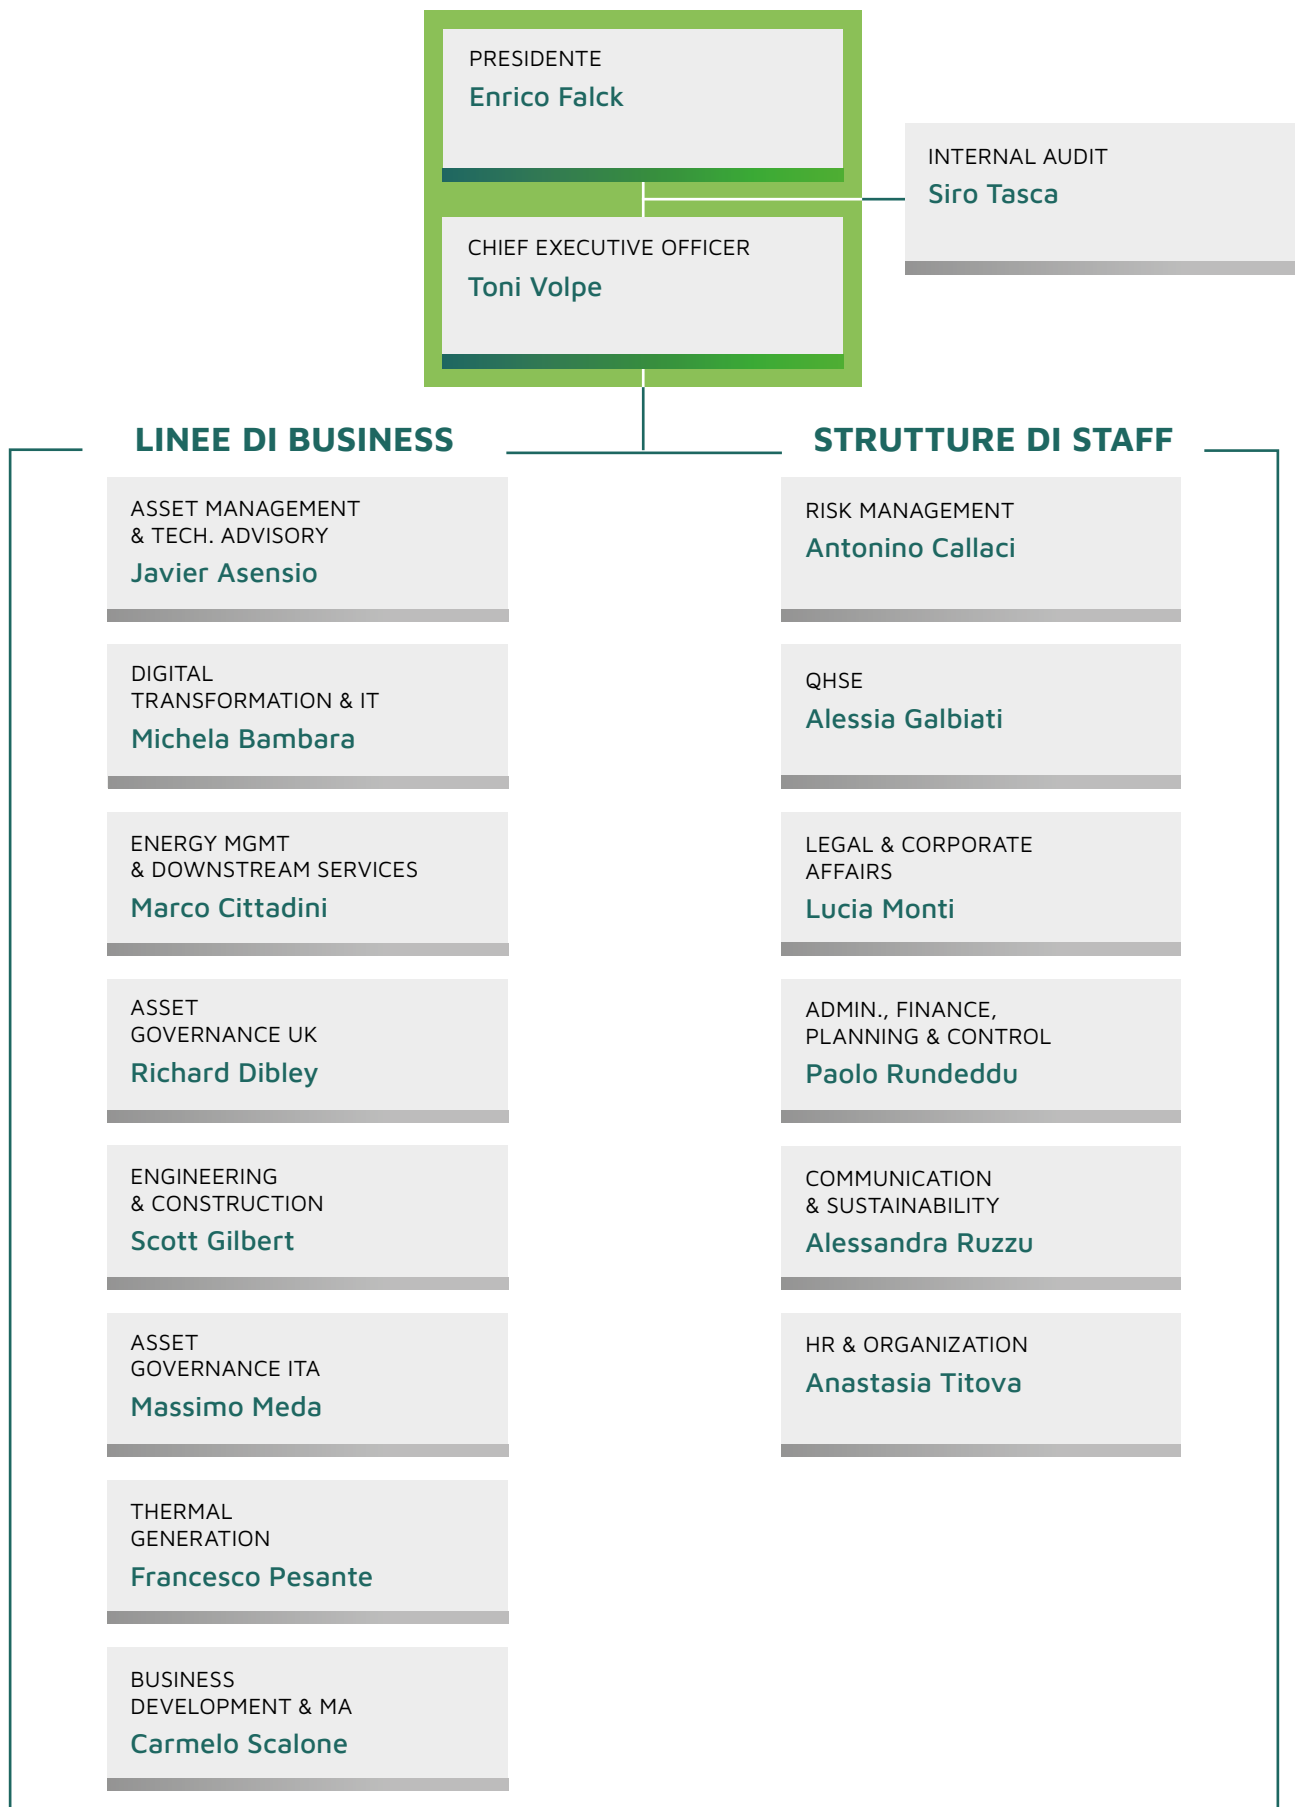 PRESIDENTE
Enrico Falck
INTERNAL AUDIT
Siro Tasca
CHIEF EXECUTIVE OFFICER
Toni Volpe
LINEE DI BUSINESS
ASSET MANAGEMENT
& TECH. ADVISORY
Javier Asensio
DIGITAL
TRANSFORMATION & IT
Michela Bambara
ENERGY MGMT
& DOWNSTREAM SERVICES
Marco Cittadini
ASSET
GOVERNANCE UK
Richard Dibley
ENGINEERING
& CONSTRUCTION
Scott Gilbert
ASSET
GOVERNANCE ITA
Massimo Meda
THERMAL
GENERATION
Francesco Pesante
BUSINESS
DEVELOPMENT & MA
Carmelo Scalone
STRUTTURE DI STAFF
RISK MANAGEMENT
Antonino Callaci
QHSE
Alessia Galbiati
LEGAL & CORPORATE
AFFAIRS
Lucia Monti
ADMIN., FINANCE,
PLANNING & CONTROL
Paolo Rundeddu
COMMUNICATION
& SUSTAINABILITY
Alessandra Ruzzu
HR & ORGANIZATION
Anastasia Titova